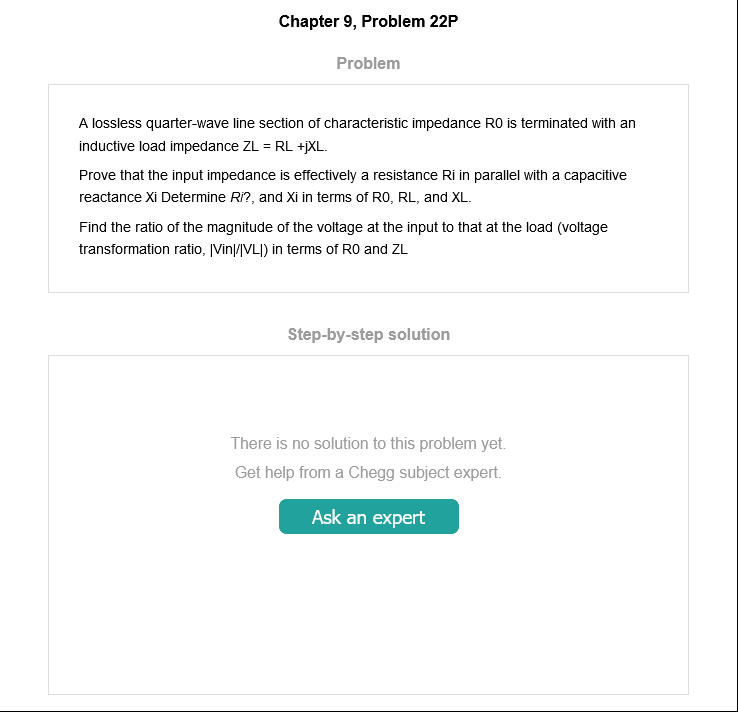 Chapter 9, Problem 22P
Problem
A lossless quarter-wave line section of characteristic impedance R0 is terminated with an
inductive load impedance ZL = RL +jXL.
Prove that the input impedance is effectively a resistance Ri in parallel with a capacitive
reactance Xi Determine Ri?, and Xi in terms of R0, RL, and XL.
Find the ratio of the magnitude of the voltage at the input to that at the load (voltage
transformation ratio, |Vin|/|VL|) in terms of R0 and ZL
Step-by-step solution
There is no solution to this problem yet.
Get help from a Chegg subject expert.
Ask an expert